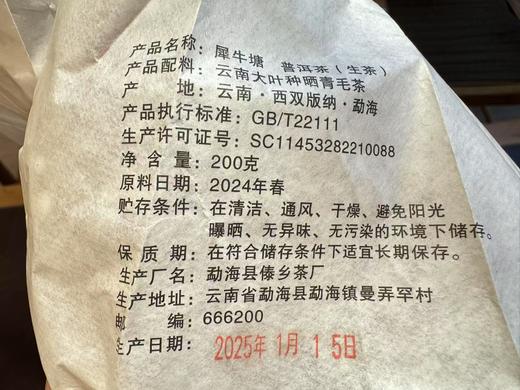 产品名称：犀牛塘 普洱茶（生茶）
产品配料：云南大叶种晒青毛茶
产 地：云南·西双版纳·勐海
产品执行标准：GB/T22111
生产许可证号：SC11453282210088
净 含 量：200克
原料日期：2024年春
贮存条件：在清洁、通风、干燥、避免阳光
曝晒、无异味、无污染的环境下储存。
保 质 期：在符合储存条件下适宜长期保存。
生产厂名：勐海县傣乡茶厂
生产地址：云南省勐海县勐海镇曼弄罕村
邮 编：666200
生产日期：2025年1月15日